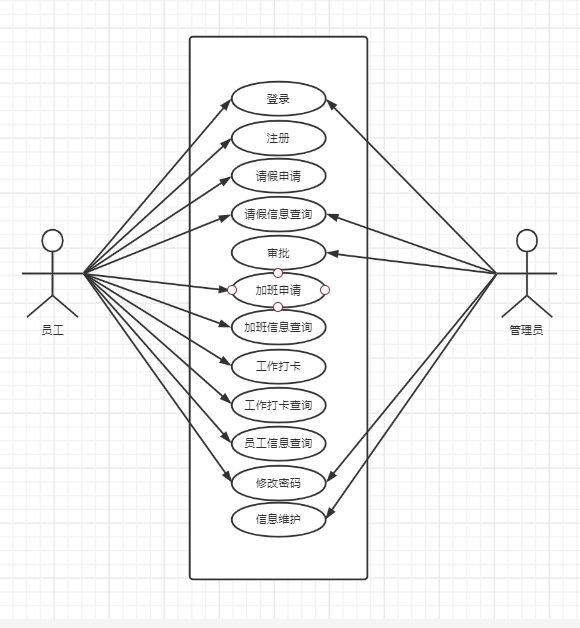 登录
注册
请假申请
请假信息查询
审批
加班申请
加班信息查询
工作打卡
工作打卡查询
员工信息查询
修改密码
信息维护
员工
管理员